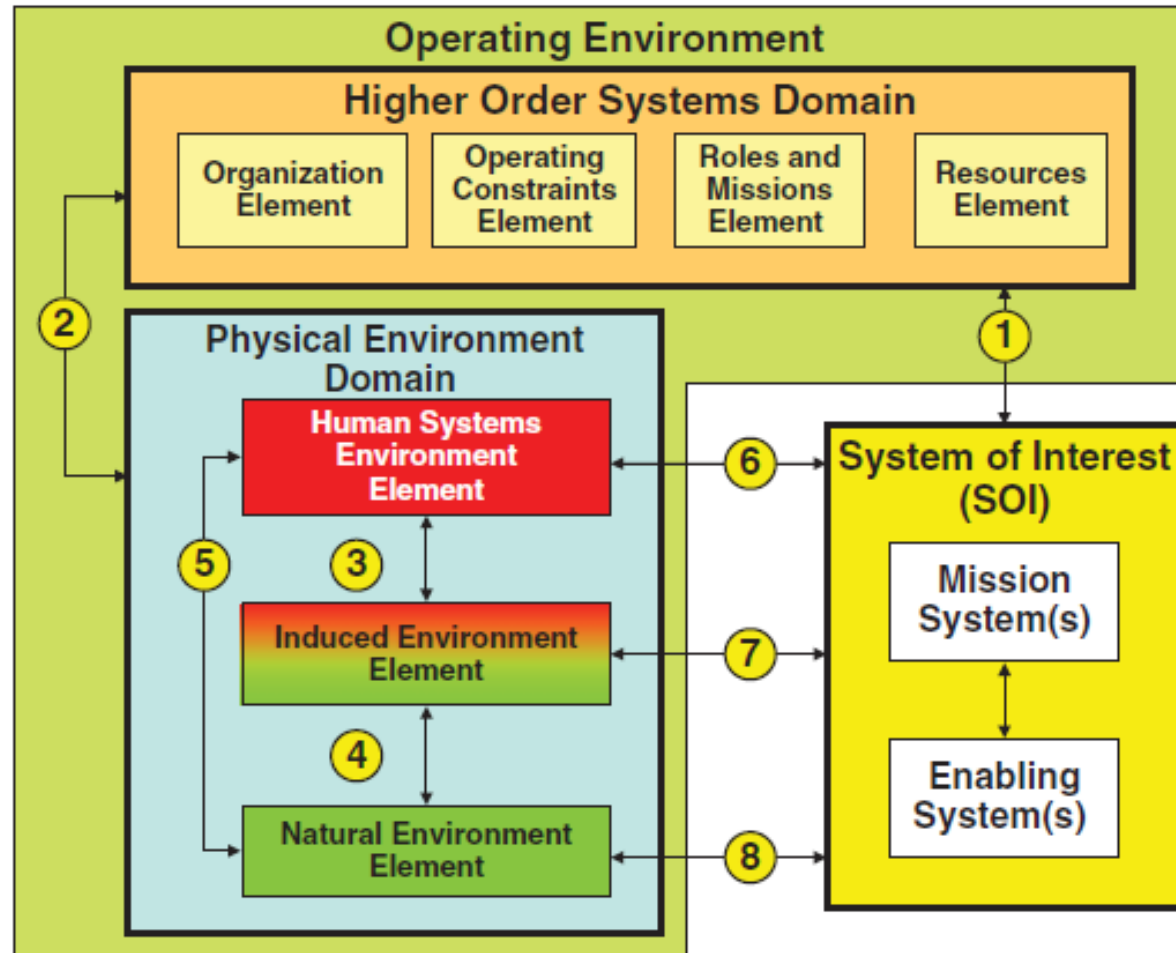 Operating Environment
Higher Order Systems Domain
Organization
Element
Operating
Constraints
Element
Roles and
Missions
Element
Resources
Element
2
1
Physical Environment
Domain
Human Systems
Environment
Element
6
System of Interest
(SOI)
5
3
Mission
System(s)
Induced Environment
Element
7
4
Enabling
System(s)
Natural Environment
Element
8